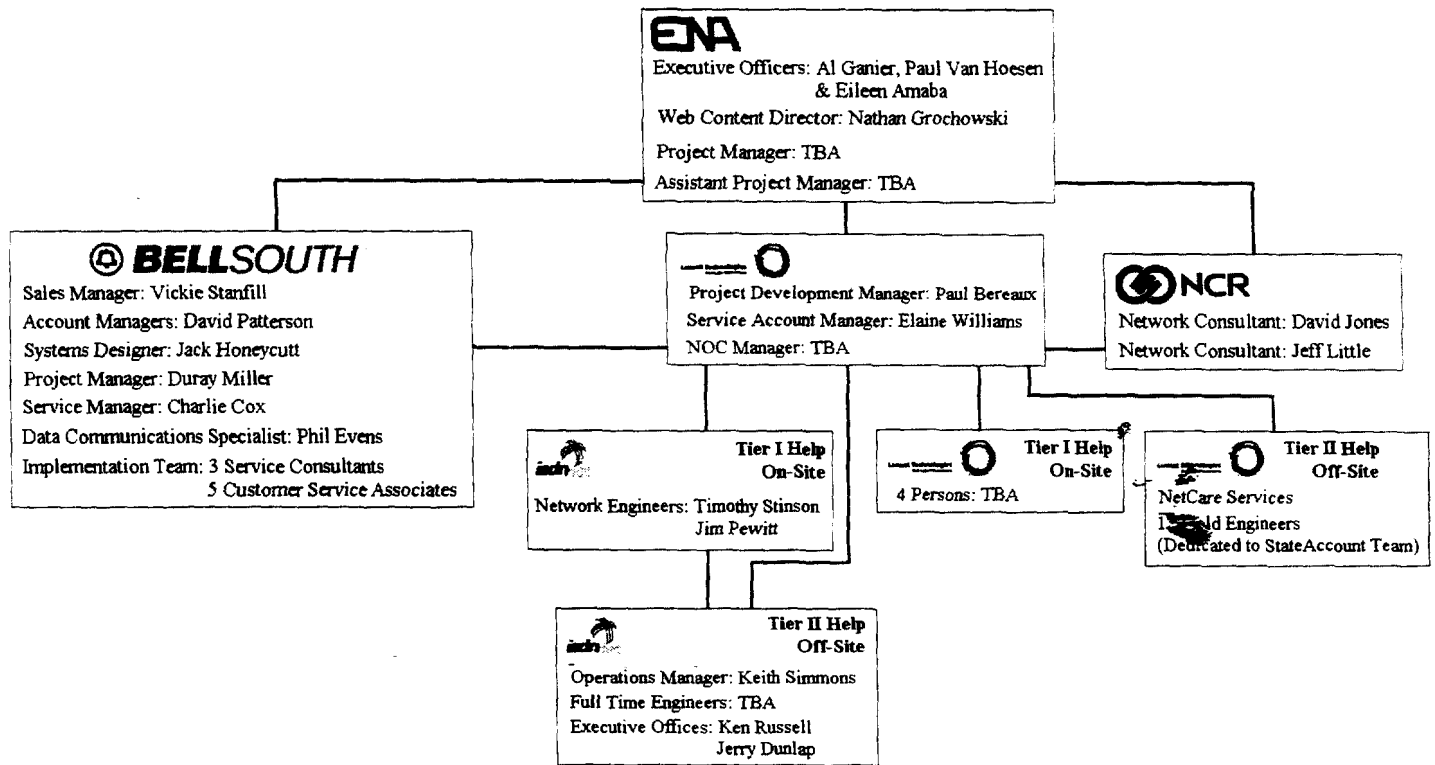 ENA
Executive Officers: Al Ganier, Paul Van Hoesen
& Eileen Amaba
Web Content Director: Nathan Grochowski
Project Manager: TBA
Assistant Project Manager: TBA
BELLSOUTH
Sales Manager: Vickie Stanfill
Account Managers: David Patterson
Systems Designer: Jack Honeycutt
Project Manager: Duray Miller
Service Manager: Charlie Cox
Data Communications Specialist: Phil Evens
Implementation Team: 3 Service Consultants
5 Customer Service Associates
Lucent Technologies
Project Development Manager: Paul Bereaux
Service Account Manager: Elaine Williams
NOC Manager: TBA
NCR
Network Consultant: David Jones
Network Consultant: Jeff Little
Tier I Help
On-Site
Network Engineers: Timothy Stinson
Jim Pewitt
Lucent Technologies
Tier I Help
On-Site
4 Persons: TBA
Tier II Help
Off-Site
NetCare Services
Engineers
(Dedicated to StateAccount Team)
Tier II Help
Off-Site
Operations Manager: Keith Simmons
Full Time Engineers: TBA
Executive Offices: Ken Russell
Jerry Dunlap